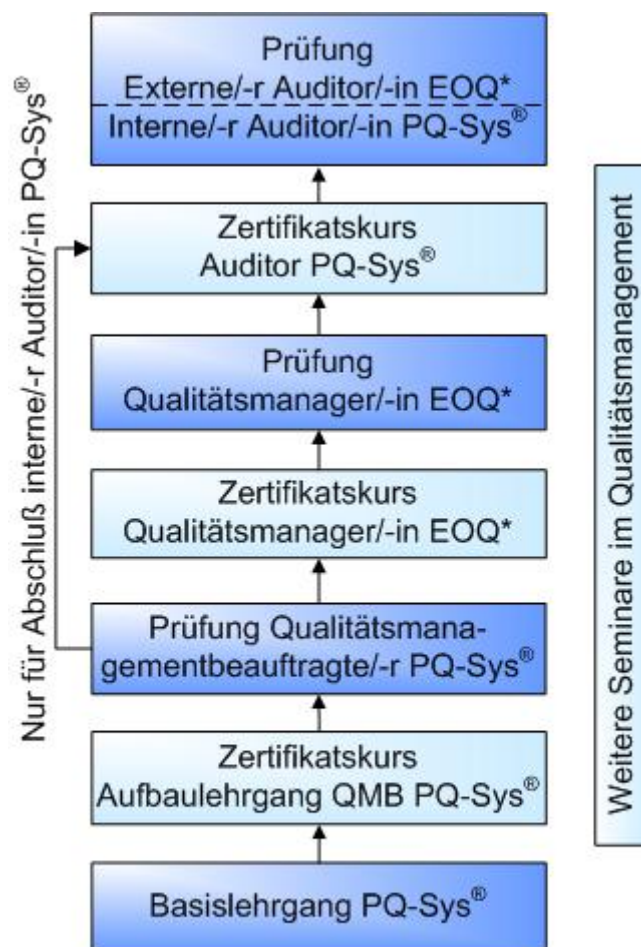 Prüfung
Externe/-r Auditor/-in EOQ*
Interne/-r Auditor/-in PQ-Sys®
Zertifikatskurs
Auditor PQ-Sys®
Prüfung
Qualitätsmanager/-in EOQ*
Zertifikatskurs
Qualitätsmanager/-in EOQ*
Prüfung Qualitätsmana-
gementbeauftragte/-r PQ-Sys®
Zertifikatskurs
Aufbaulehrgang QMB PQ-Sys®
Basislehrgang PQ-Sys®
Nur für Abschluß interne/-r Auditor/-in PQ-Sys®
Weitere Seminare im Qualitätsmanagement